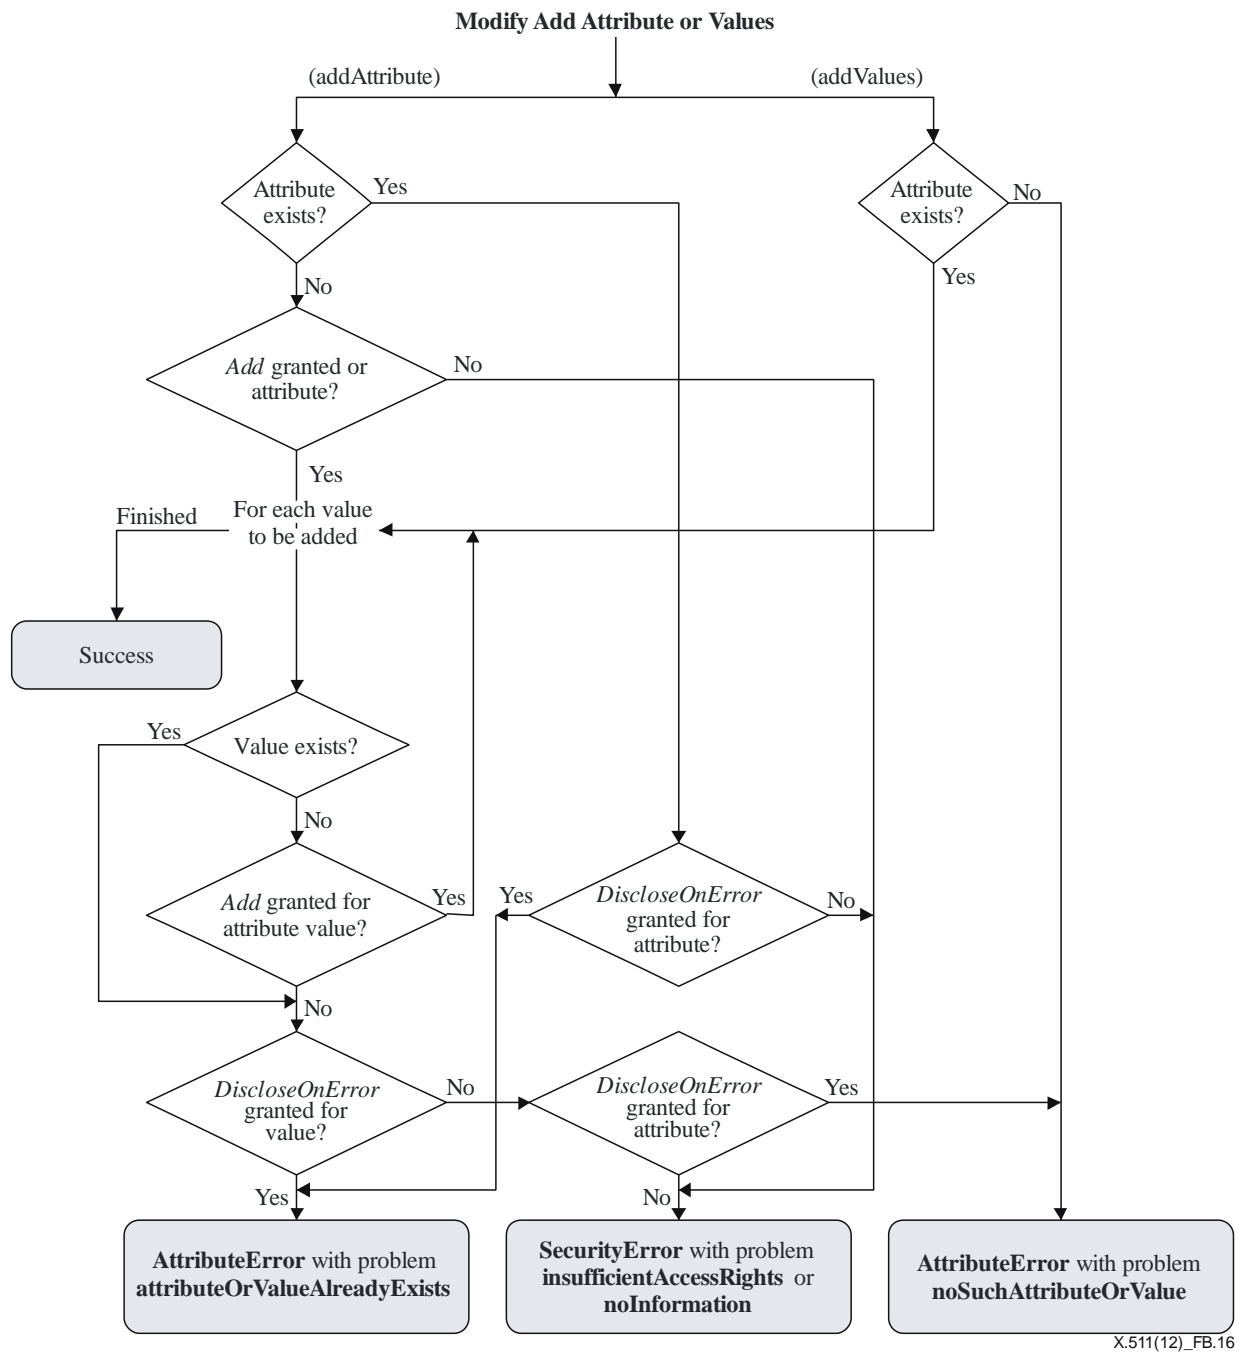 Modify Add Attribute or Values
(addAttribute)
(addValues)
Attribute
exists?
Yes
Attribute
exists?
No
Yes
No
Add granted or
attribute?
No
Yes
Finished
For each value
to be added
Success
Yes
Value exists?
No
Add granted for
attribute value?
Yes
Yes
DiscloseOnError
granted for
attribute?
No
No
DiscloseOnError
granted for
value?
No
DiscloseOnError
granted for
attribute?
Yes
Yes
No
AttributeError with problem
attributeOrValueAlreadyExists
SecurityError with problem
insufficientAccessRights or
noInformation
AttributeError with problem
noSuchAttributeOrValue
X.511(12)_FB.16